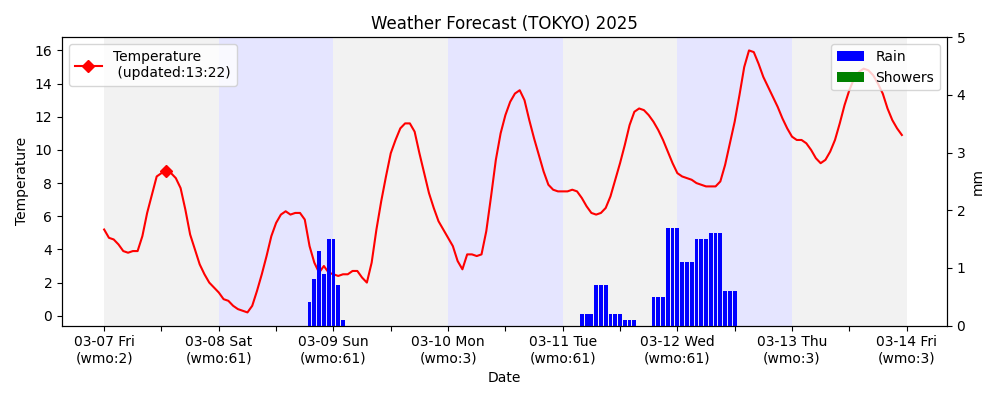 Weather Forecast (TOKYO) 2025
Temperature
(updated:13:22)
Rain
Showers
16
14
12
10
8
6
4
2
0
Temperature
5
4
3
2
1
0
mm
03-07 Fri
(wmo:2)
03-08 Sat
(wmo:61)
03-09 Sun
(wmo:61)
03-10 Mon
(wmo:3)
03-11 Tue
(wmo:61)
03-12 Wed
(wmo:61)
03-13 Thu
(wmo:3)
03-14 Fri
(wmo:3)
Date